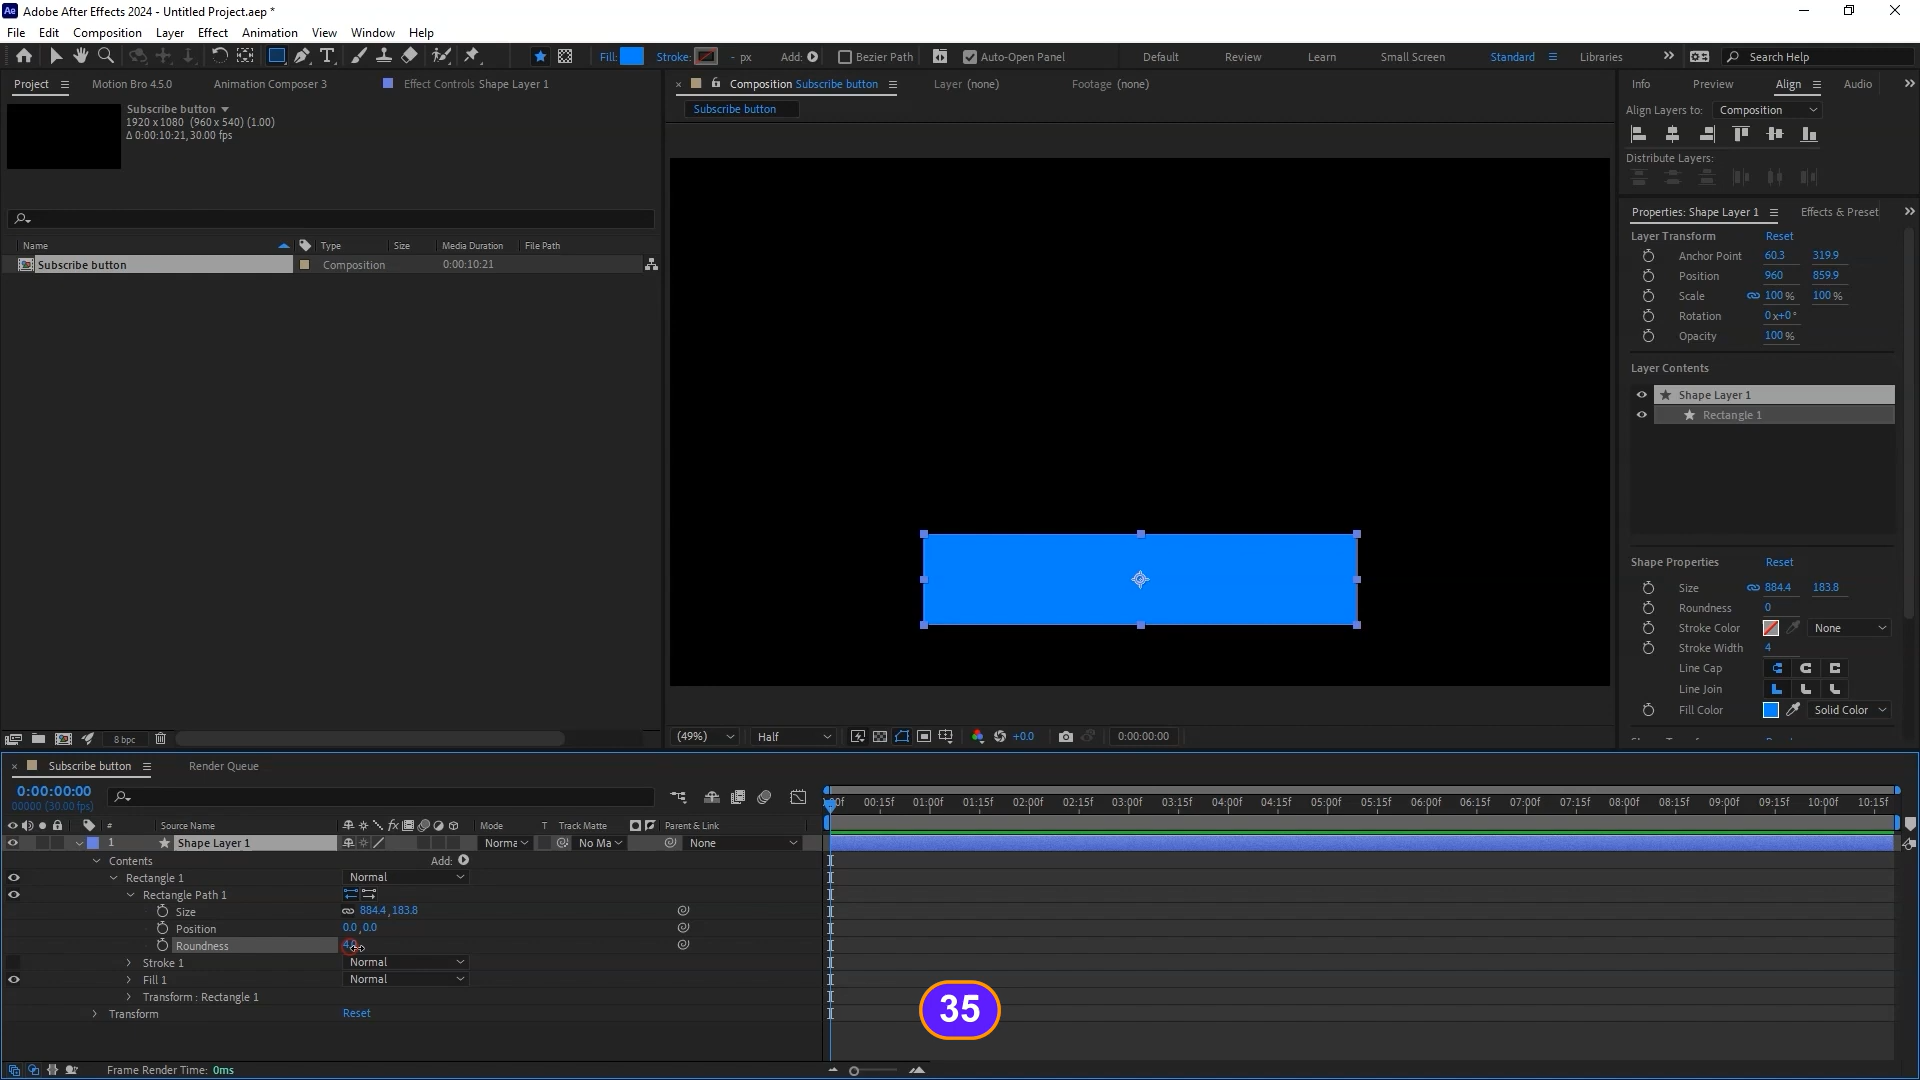 Adobe After Effects 2024 - Untitled Project.aep *
File Edit Composition Layer Effect Animation View Window Help
Fill: Stroke: - px Add: Bezier Path Auto-Open Panel Default Review Learn Small Screen Standard Libraries Search Help
Project Motion Bro 4.5.0 Animation Composer 3 Effect Controls Shape Layer 1
Subscribe button
1920 x 1080 (960 x 540) (1.00)
Δ 0:00:10:21, 30.00 fps
Name Type Size Media Duration File Path
Subscribe button Composition 0:00:10:21
8 bpc
Composition Subscribe button Layer (none) Footage (none)
Subscribe button
(49%) Half +0.0 0:00:00:00
Info Preview Align Audio
Align Layers to: Composition
Distribute Layers:
Properties: Shape Layer 1 Effects & Preset
Layer Transform Reset
Anchor Point 60.3 319.9
Position 960 859.9
Scale 100 % 100 %
Rotation 0x+0°
Opacity 100 %
Layer Contents
Shape Layer 1
Rectangle 1
Shape Properties Reset
Size 884.4 183.8
Roundness 0
Stroke Color None
Stroke Width 4
Line Cap
Line Join
Fill Color Solid Color
Subscribe button Render Queue
0:00:00:00
00000 (30.00 fps)
:00f 00:15f 01:00f 01:15f 02:00f 02:15f 03:00f 03:15f 04:00f 04:15f 05:00f 05:15f 06:00f 06:15f 07:00f 07:15f 08:00f 08:15f 09:00f 09:15f 10:00f 10:15f
# Source Name Mode T Track Matte Parent & Link
1 Shape Layer 1 Norma No Ma None
Contents Add:
Rectangle 1 Normal
Rectangle Path 1
Size 884.4, 183.8
Position 0.0, 0.0
Roundness
Stroke 1 Normal
Fill 1 Normal
Transform : Rectangle 1
Transform Reset
35
Frame Render Time: 0ms